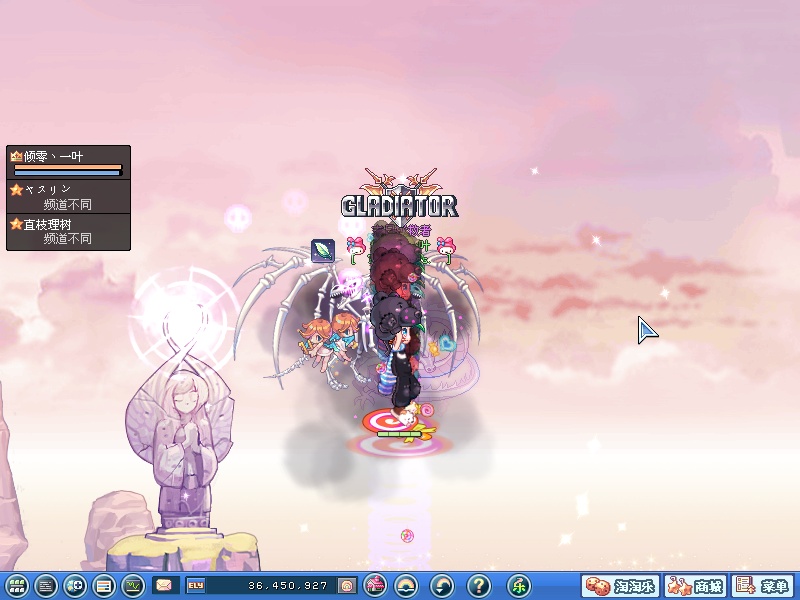 倾零丶一叶
ヤスリン
频道不同
直枝理树
频道不同
GLADIATOR
ELY
36,450,927
乐
淘淘乐
商城
菜单